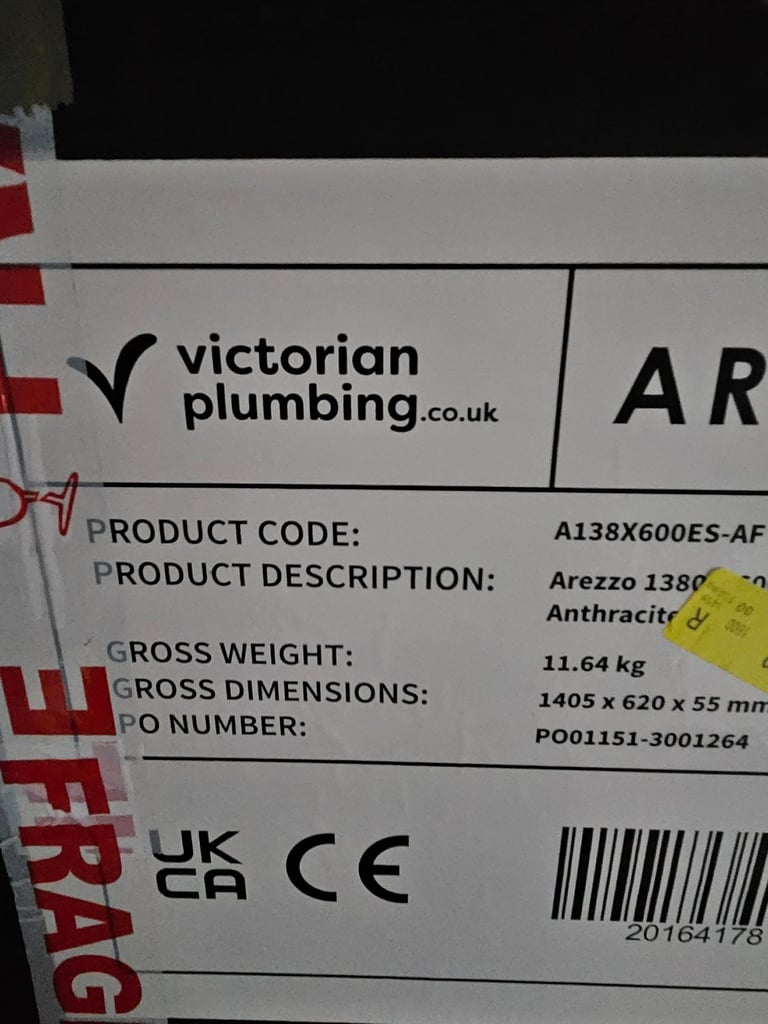 victorian
plumbing.co.uk
AR
PRODUCT CODE: A138X600ES-AF
PRODUCT DESCRIPTION: Arezzo 1380
Anthracite
GROSS WEIGHT: 11.64 kg
GROSS DIMENSIONS: 1405 x 620 x 55 mm
PO NUMBER: PO01151-3001264
UK
CA CE
20164178
FRAG
R